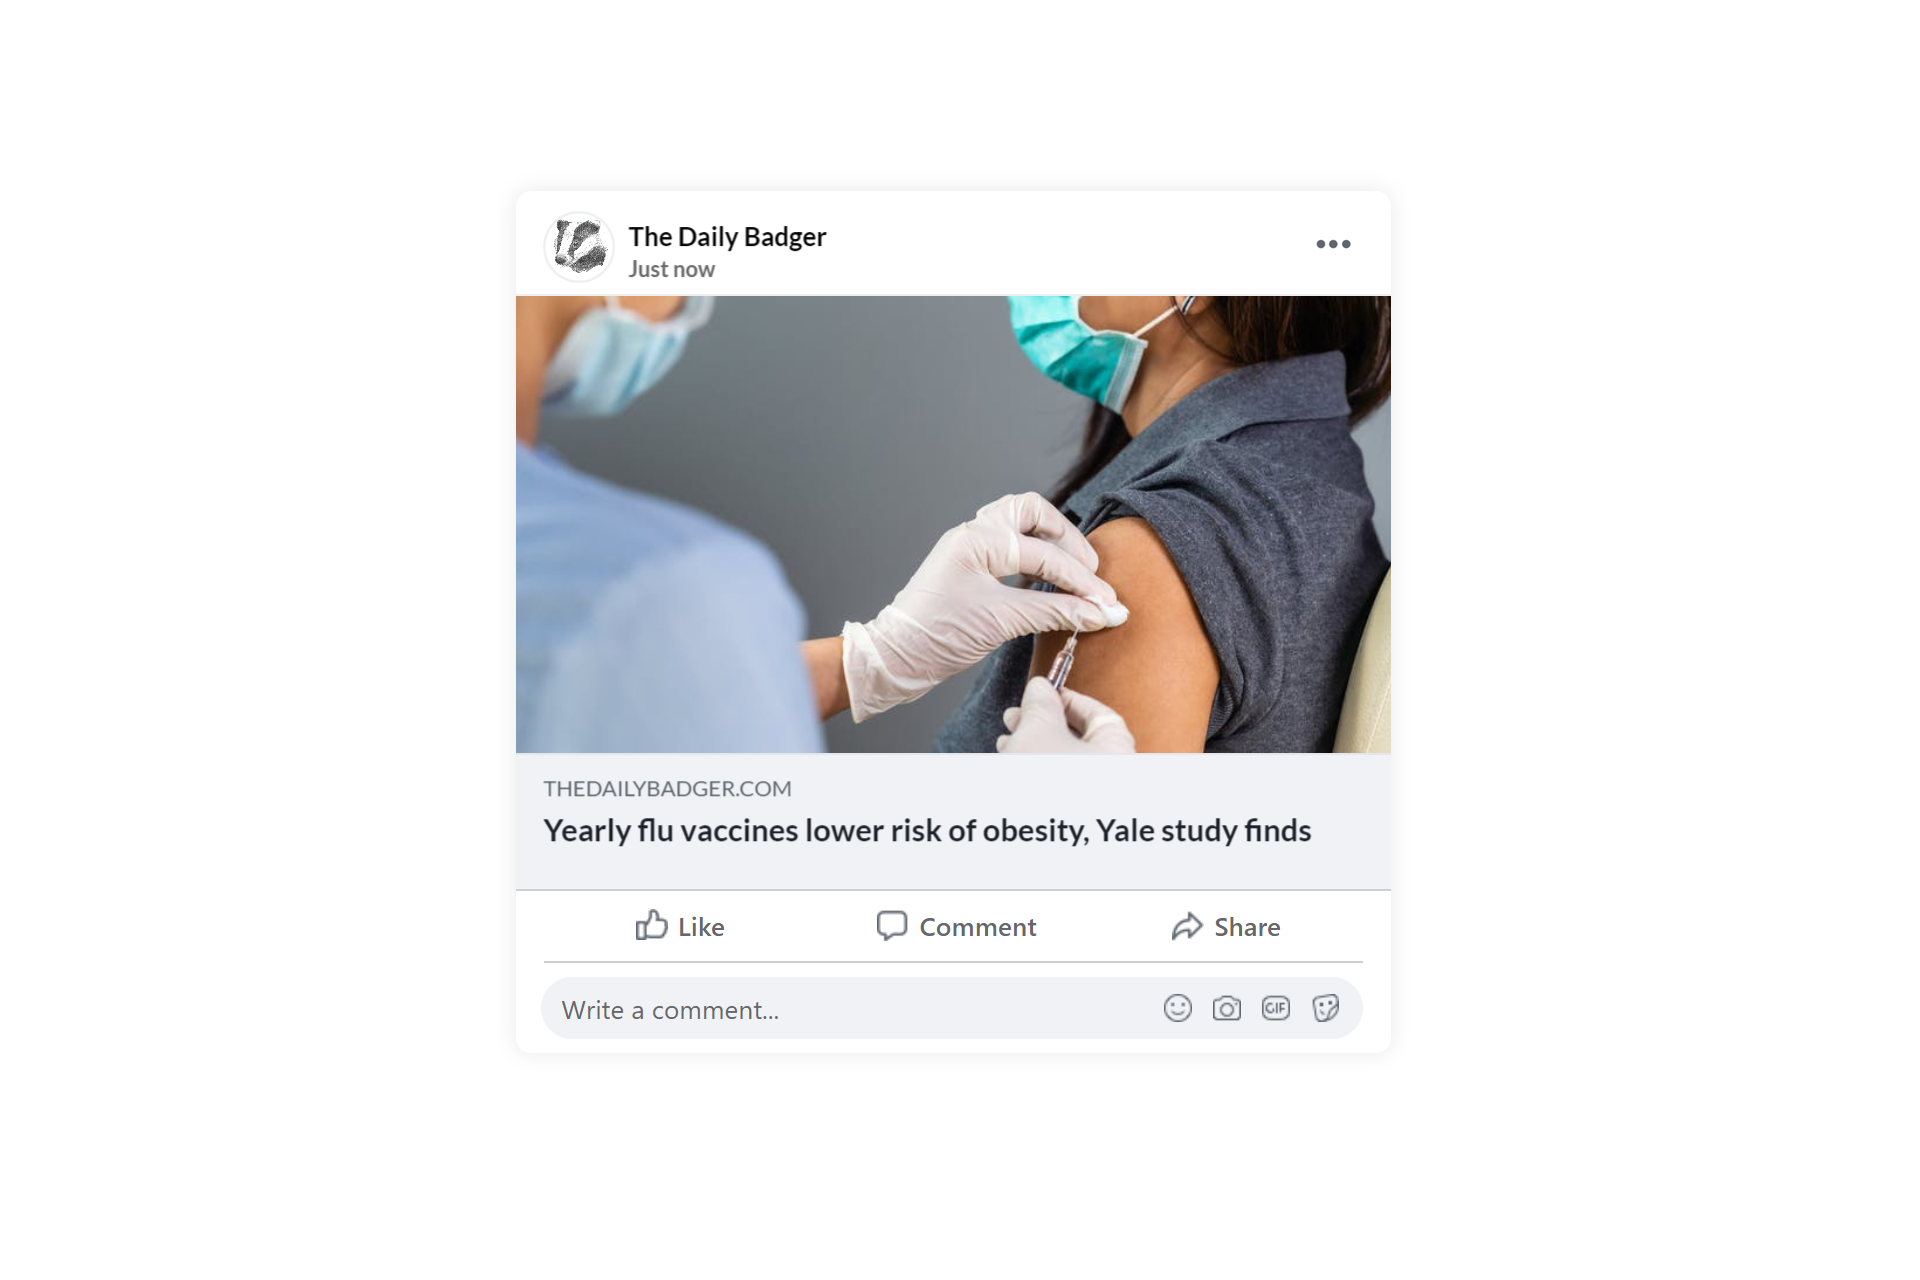 The Daily Badger
Just now
THEDAILYBADGER.COM
Yearly flu vaccines lower risk of obesity, Yale study finds
Like
Comment
Share
Write a comment...
GIF